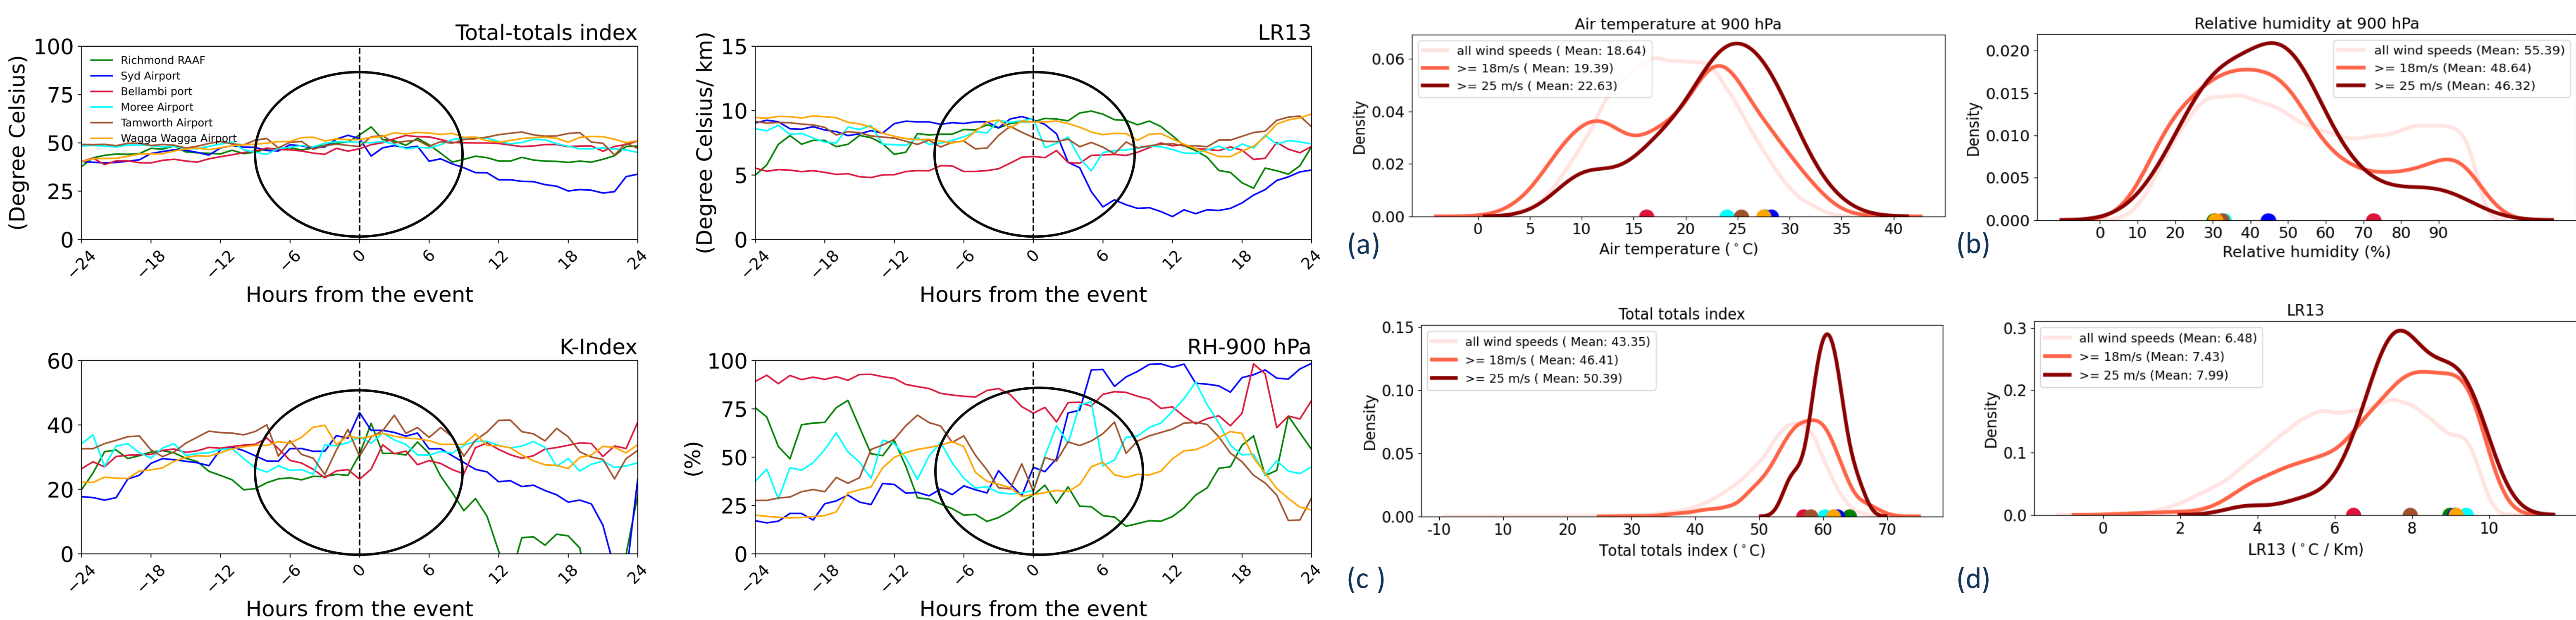 Total-totals index
(Degree Celsius)
100
75
50
25
0
Richmond RAAF
Syd Airport
Bellambi port
Moree Airport
Tamworth Airport
Wagga Wagga Airport
−24
−18
−12
−6
0
6
12
18
24
Hours from the event
LR13
(Degree Celsius/ km)
15
10
5
0
−24
−18
−12
−6
0
6
12
18
24
Hours from the event
K-Index
60
40
20
0
−24
−18
−12
−6
0
6
12
18
24
Hours from the event
RH-900 hPa
(%)
100
75
50
25
0
−24
−18
−12
−6
0
6
12
18
24
Hours from the event
Air temperature at 900 hPa
all wind speeds ( Mean: 18.64)
>= 18m/s ( Mean: 19.39)
>= 25 m/s ( Mean: 22.63)
Density
0.06
0.04
0.02
0.00
0 5 10 15 20 25 30 35 40
Air temperature (°C)
(a)
Relative humidity at 900 hPa
all wind speeds (Mean: 55.39)
>= 18m/s (Mean: 48.64)
>= 25 m/s (Mean: 46.32)
Density
0.020
0.015
0.010
0.005
0.000
0 10 20 30 40 50 60 70 80 90
Relative humidity (%)
(b)
Total totals index
all wind speeds ( Mean: 43.35)
>= 18m/s ( Mean: 46.41)
>= 25 m/s ( Mean: 50.39)
Density
0.15
0.10
0.05
0.00
-10 0 10 20 30 40 50 60 70
Total totals index (°C)
(c )
LR13
all wind speeds (Mean: 6.48)
>= 18m/s (Mean: 7.43)
>= 25 m/s (Mean: 7.99)
Density
0.3
0.2
0.1
0.0
0 2 4 6 8 10
LR13 (°C / Km)
(d)